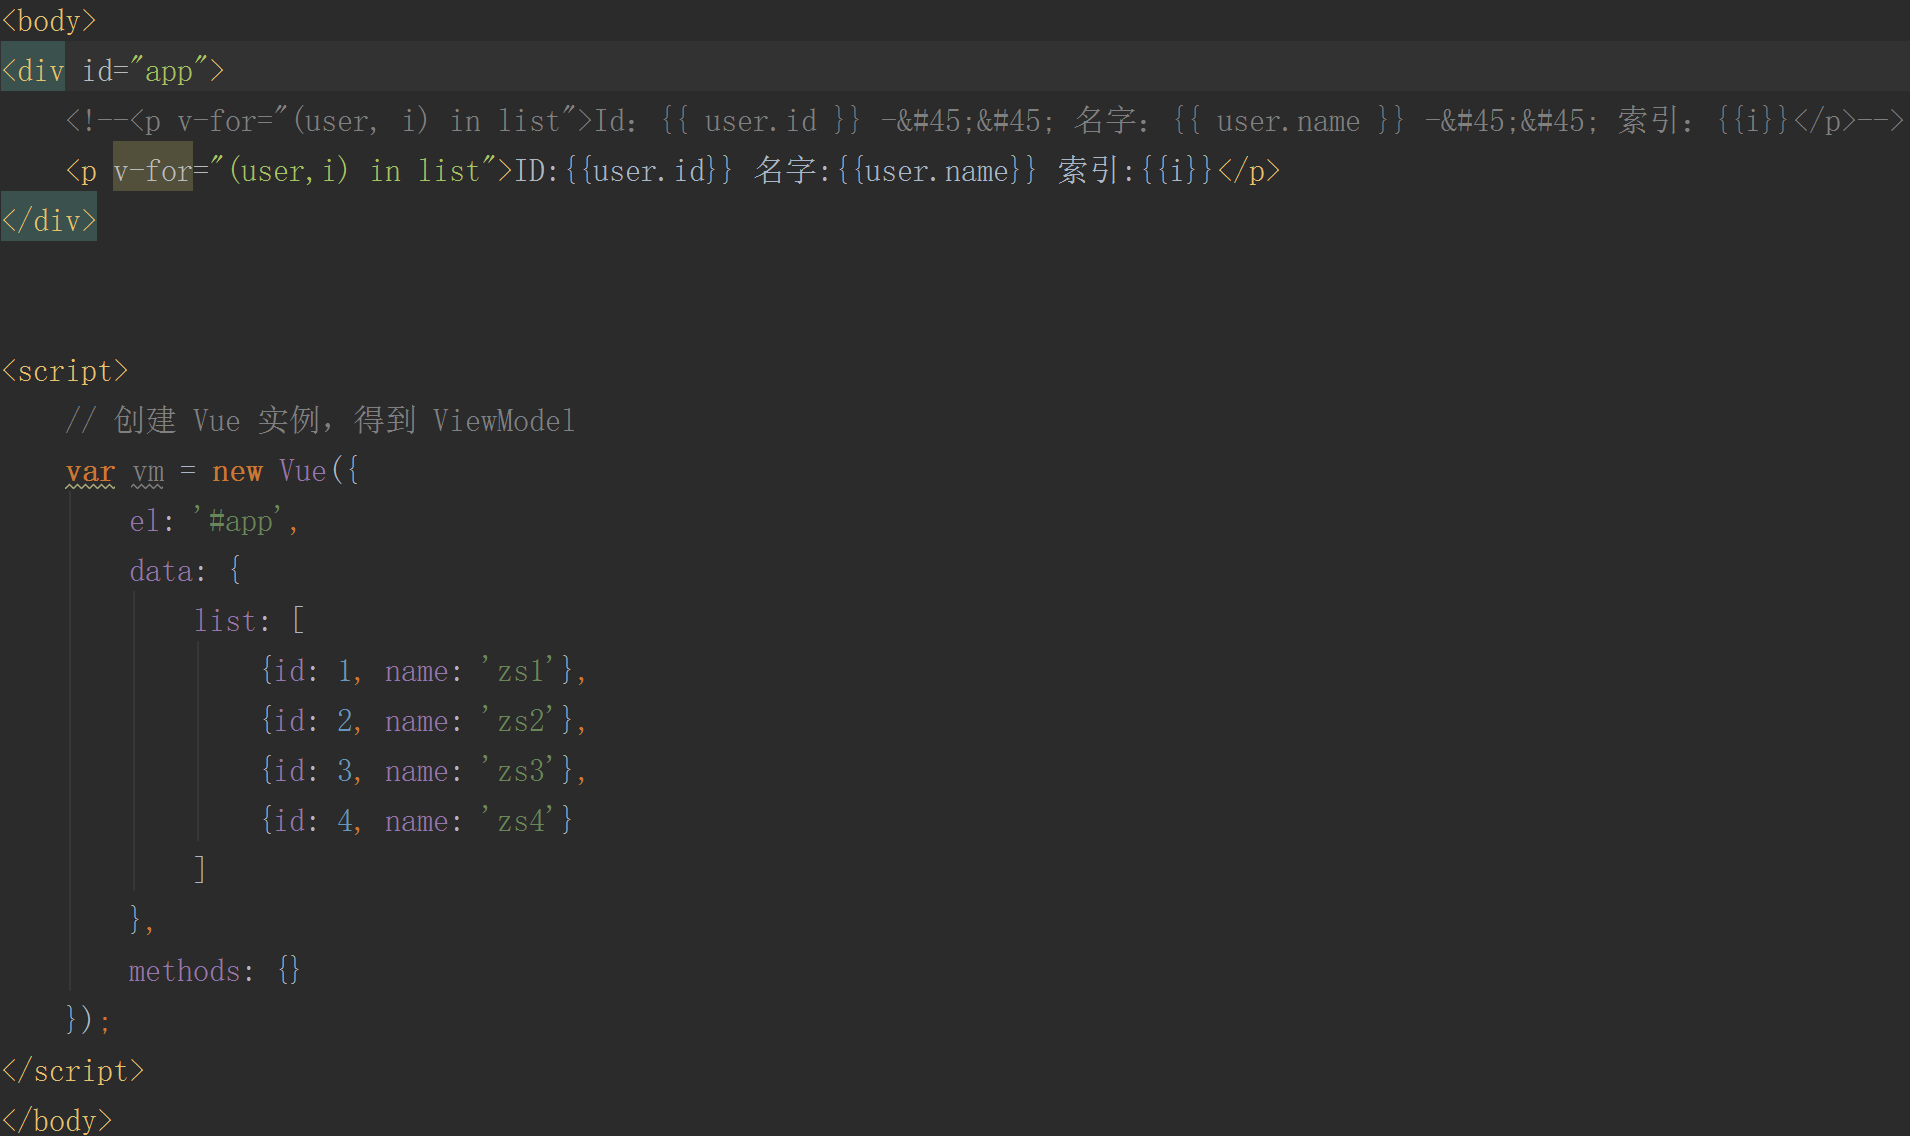 <body>
<div id="app">
    <!--<p v-for="(user, i) in list">Id: {{ user.id }} -&#45;&#45; 名字: {{ user.name }} -&#45;&#45; 索引: {{i}}</p>-->
    <p v-for="(user,i) in list">ID:{{user.id}} 名字:{{user.name}} 索引:{{i}}</p>
</div>
<script>
    // 创建 Vue 实例，得到 ViewModel
    var vm = new Vue({
        el: '#app',
        data: {
            list: [
                {id: 1, name: 'zs1'},
                {id: 2, name: 'zs2'},
                {id: 3, name: 'zs3'},
                {id: 4, name: 'zs4'}
            ]
        },
        methods: {}
    });
</script>
</body>